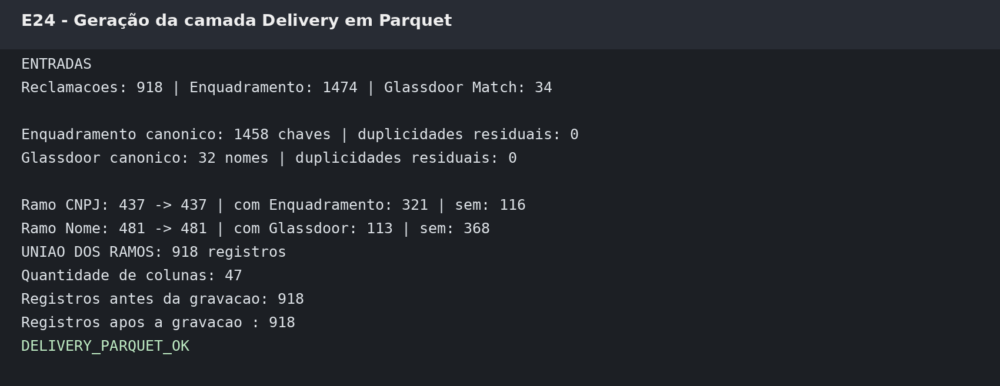 E24 - Geração da camada Delivery em Parquet
ENTRADAS
Reclamacoes: 918 | Enquadramento: 1474 | Glassdoor Match: 34
Enquadramento canonico: 1458 chaves | duplicidades residuais: 0
Glassdoor canonico: 32 nomes | duplicidades residuais: 0
Ramo CNPJ: 437 -> 437 | com Enquadramento: 321 | sem: 116
Ramo Nome: 481 -> 481 | com Glassdoor: 113 | sem: 368
UNIAO DOS RAMOS: 918 registros
Quantidade de colunas: 47
Registros antes da gravacao: 918
Registros apos a gravacao : 918
DELIVERY_PARQUET_OK